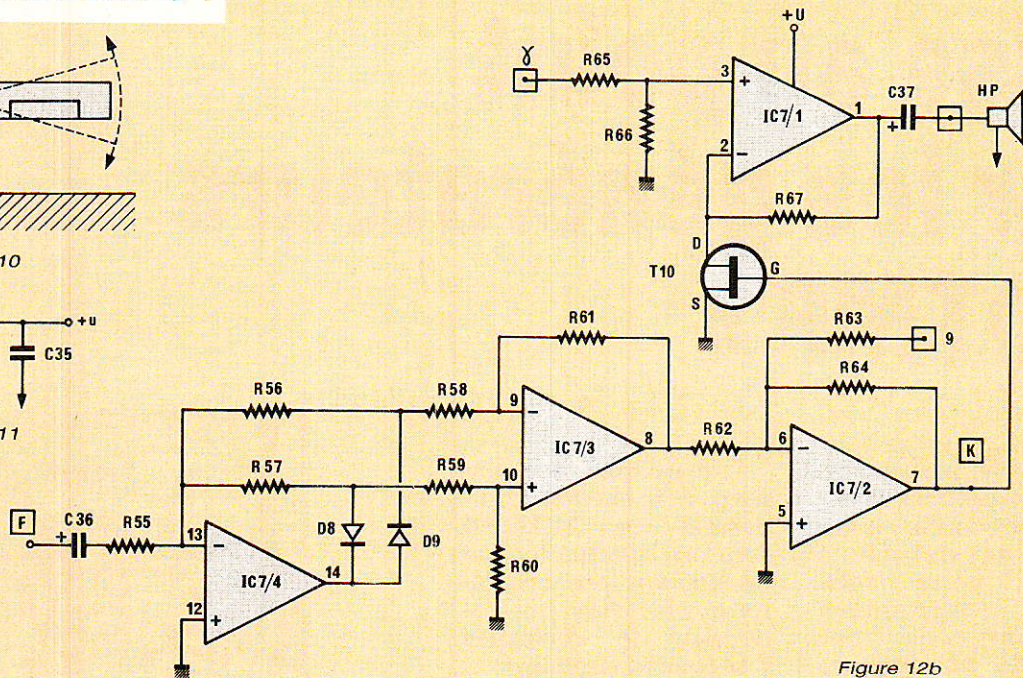 +U
γ
R65
3
+
IC7/1
1
C37
+
HP
R66
2
−
R67
D
T10
G
S
10
+u
C35
11
R61
R63
9
R64
R56
R58
9
−
IC7/3
8
R62
6
−
K
R57
R59
10
+
7
IC7/2
5
+
F
C36
+
R55
13
−
D8
D9
IC7/4
14
R60
12
+
Figure 12b